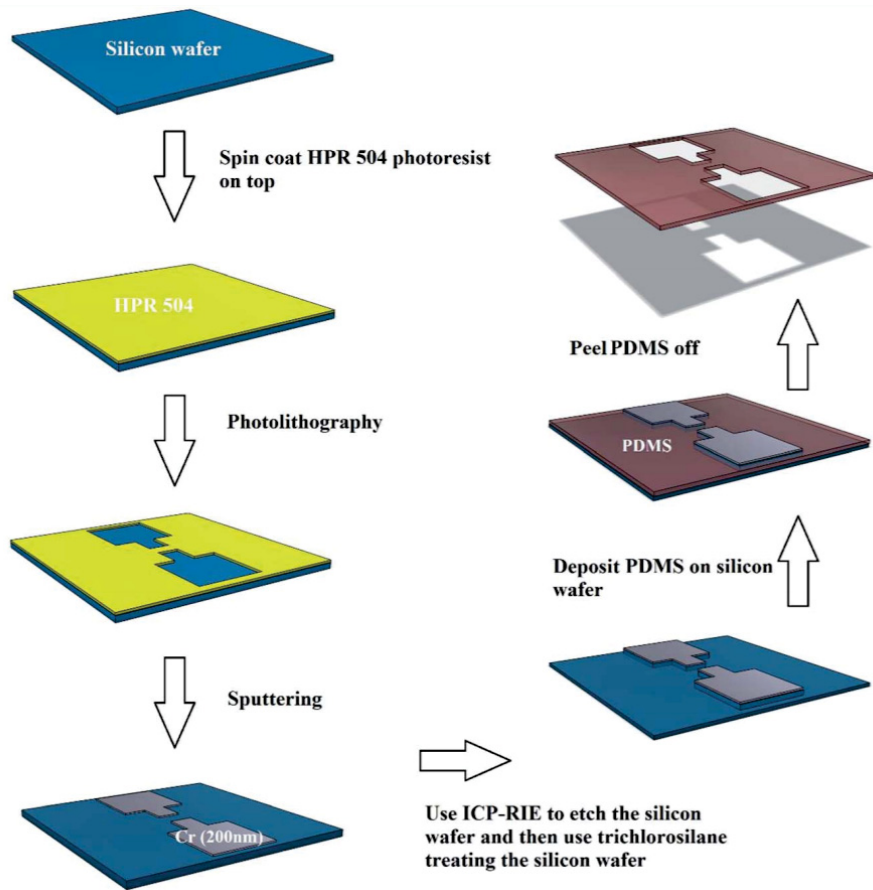 Silicon wafer
Spin coat HPR 504 photoresist
on top
HPR 504
Photolithography
Sputtering
Cr (200nm)
Use ICP-RIE to etch the silicon
wafer and then use trichlorosilane
treating the silicon wafer
Deposit PDMS on silicon
wafer
PDMS
Peel PDMS off